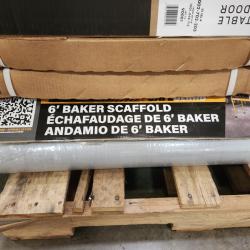 TABLE
DOOR
6' BAKER SCAFFOLD
ÉCHAFAUDAGE DE 6' BAKER
ANDAMIO DE 6' BAKER